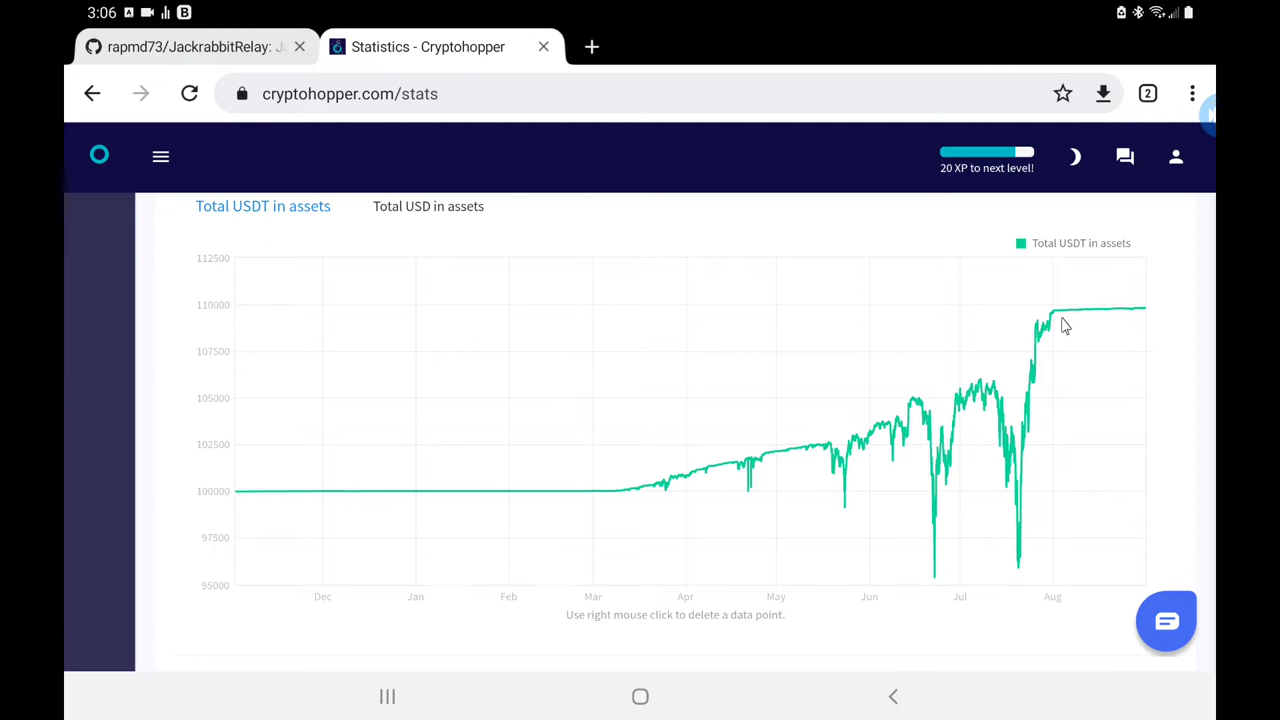 3:06
rapmd73/JackrabbitRelay: J
Statistics - Cryptohopper
cryptohopper.com/stats
2
20 XP to next level!
Total USDT in assets
Total USD in assets
Total USDT in assets
112500
110000
107500
105000
102500
100000
97500
95000
Dec Jan Feb Mar Apr May Jun Jul Aug
Use right mouse click to delete a data point.